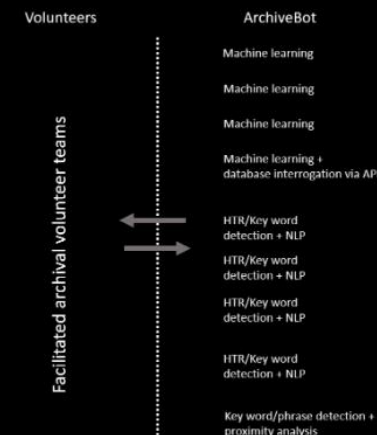 Volunteers
ArchiveBot
Machine learning
Machine learning
Machine learning
Machine learning +
database interrogation via AP
Facilitated archival volunteer teams
HTR/Key word
detection + NLP
HTR/Key word
detection + NLP
HTR/Key word
detection + NLP
HTR/Key word
detection + NLP
Key word/phrase detection +
proximity analysis